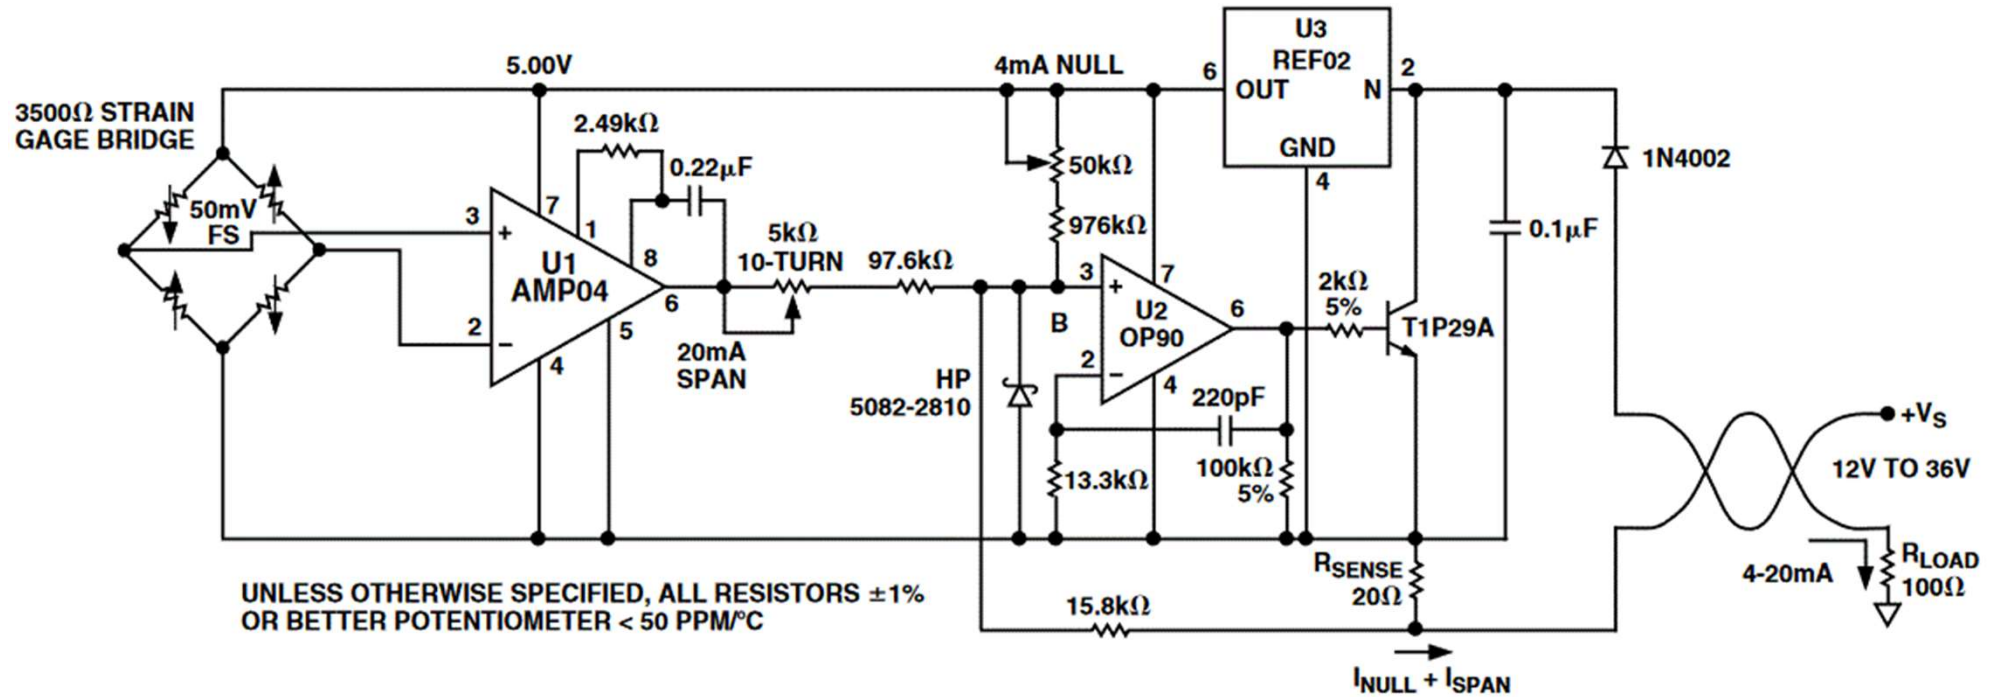 U3
REF02
6
OUT
N
2
GND
4
5.00V
4mA NULL
3500Ω STRAIN
GAGE BRIDGE
50mV
FS
2.49kΩ
0.22μF
3
+
7
1
8
U1
AMP04
6
2
−
4
5
5kΩ
10-TURN
97.6kΩ
20mA
SPAN
50kΩ
976kΩ
3
+
7
B
U2
OP90
6
2
−
4
HP
5082-2810
220pF
13.3kΩ
100kΩ
5%
2kΩ
5%
T1P29A
0.1μF
1N4002
+VS
12V TO 36V
4-20mA
RLOAD
100Ω
RSENSE
20Ω
15.8kΩ
INULL + ISPAN
UNLESS OTHERWISE SPECIFIED, ALL RESISTORS ±1%
OR BETTER POTENTIOMETER < 50 PPM/°C